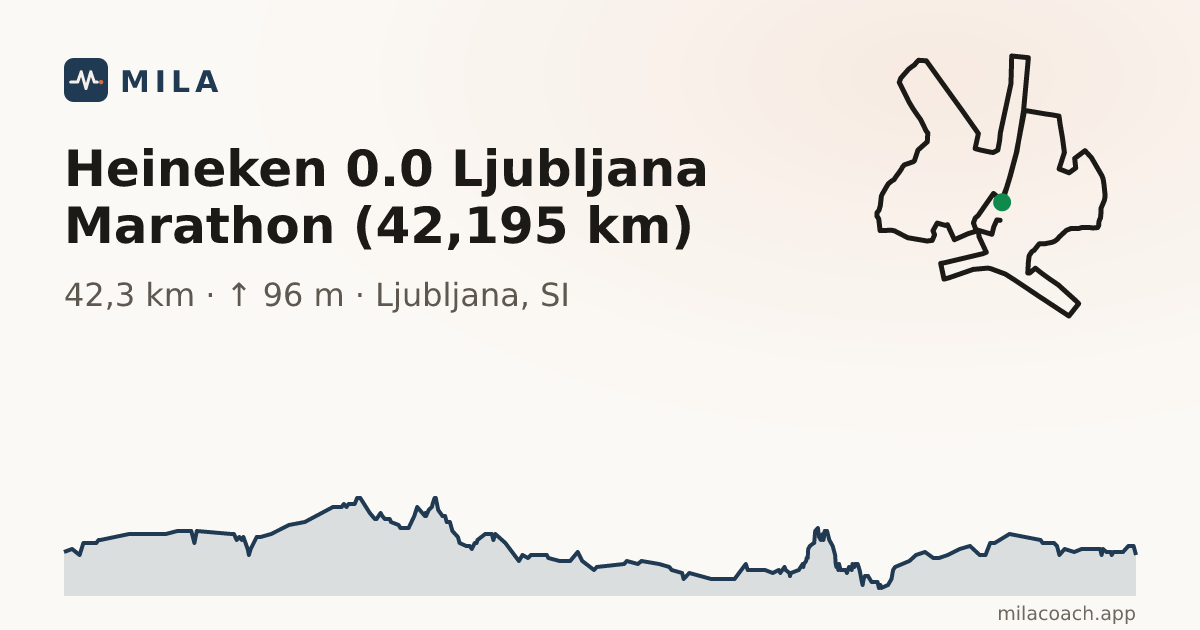 MILA
Heineken 0.0 Ljubljana
Marathon (42,195 km)
42,3 km · ↑ 96 m · Ljubljana, SI
milacoach.app